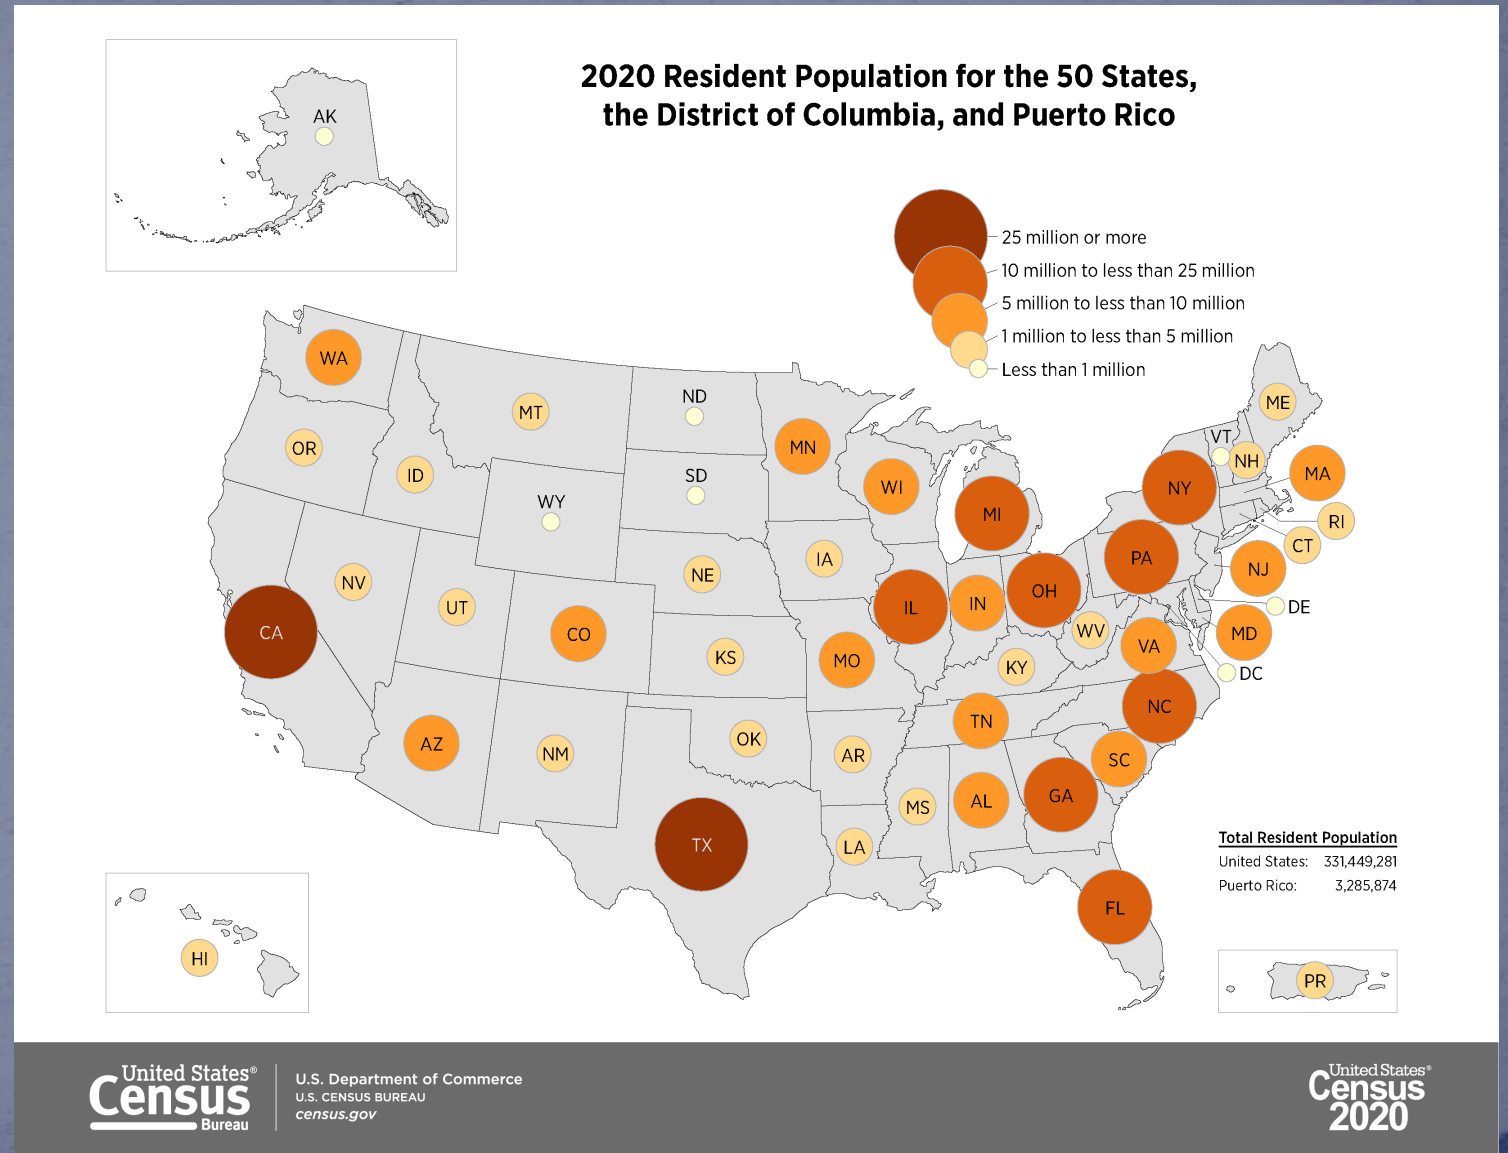 2020 Resident Population for the 50 States,
the District of Columbia, and Puerto Rico
AK
25 million or more
10 million to less than 25 million
5 million to less than 10 million
1 million to less than 5 million
Less than 1 million
WA
MT
ND
MN
ME
OR
ID
WY
SD
WI
MI
VT
NH
NY
MA
RI
CT
NV
UT
CO
NE
IA
IL
IN
OH
PA
NJ
DE
CA
KS
MO
KY
WV
VA
MD
DC
AZ
NM
OK
AR
TN
NC
SC
TX
LA
MS
AL
GA
FL
Total Resident Population
United States: 331,449,281
Puerto Rico: 3,285,874
HI
PR
United States®
Census
Bureau
U.S. Department of Commerce
U.S. CENSUS BUREAU
census.gov
United States®
Census
2020